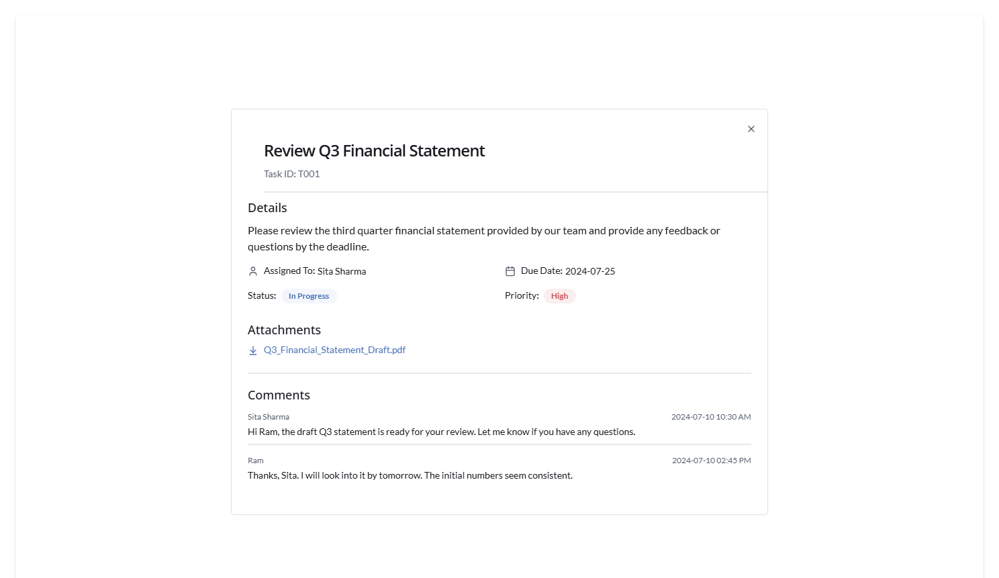 Review Q3 Financial Statement
Task ID: T001
Details
Please review the third quarter financial statement provided by our team and provide any feedback or
questions by the deadline.
Assigned To: Sita Sharma
Due Date: 2024-07-25
Status: In Progress
Priority: High
Attachments
Q3_Financial_Statement_Draft.pdf
Comments
Sita Sharma
2024-07-10 10:30 AM
Hi Ram, the draft Q3 statement is ready for your review. Let me know if you have any questions.
Ram
2024-07-10 02:45 PM
Thanks, Sita. I will look into it by tomorrow. The initial numbers seem consistent.